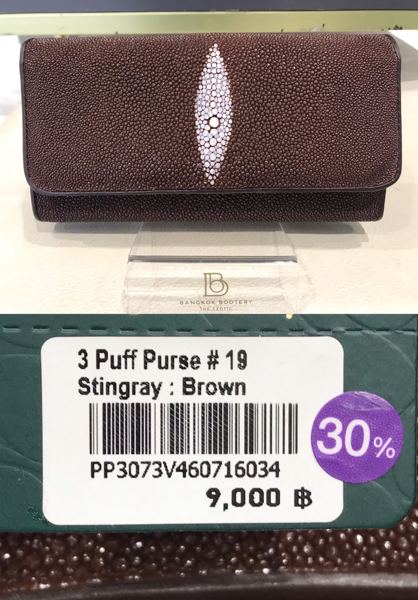 B
BANGKOK BOOTERY
THE EXOTIC
3 Puff Purse # 19
Stingray : Brown
PP3073V460716034
9,000 ฿
30%